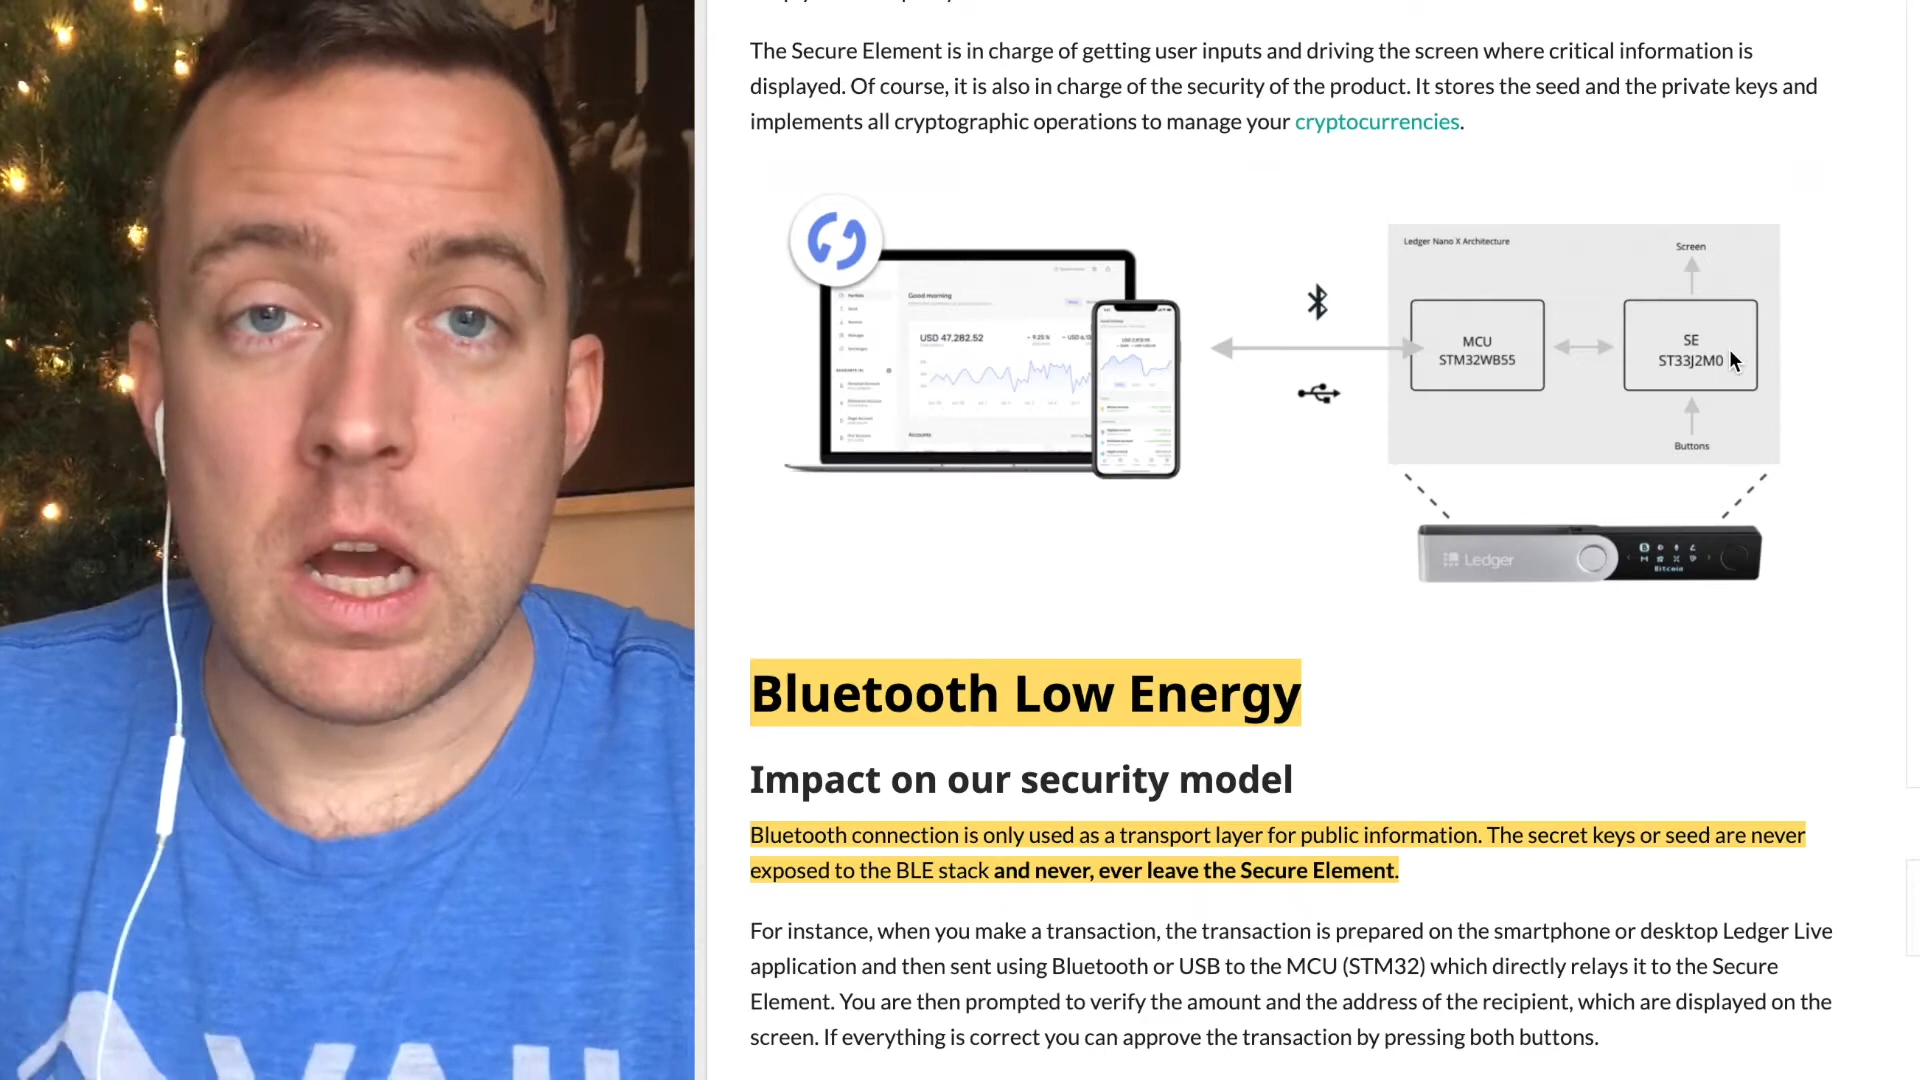 The Secure Element is in charge of getting user inputs and driving the screen where critical information is
displayed. Of course, it is also in charge of the security of the product. It stores the seed and the private keys and
implements all cryptographic operations to manage your cryptocurrencies.
Ledger Nano X Architecture
Screen
MCU
STM32WB55
SE
ST33J2M0
Buttons
Good morning
USD 47,282.52
Accounts
Ledger
Bitcoin
Bluetooth Low Energy
Impact on our security model
Bluetooth connection is only used as a transport layer for public information. The secret keys or seed are never
exposed to the BLE stack and never, ever leave the Secure Element.
For instance, when you make a transaction, the transaction is prepared on the smartphone or desktop Ledger Live
application and then sent using Bluetooth or USB to the MCU (STM32) which directly relays it to the Secure
Element. You are then prompted to verify the amount and the address of the recipient, which are displayed on the
screen. If everything is correct you can approve the transaction by pressing both buttons.